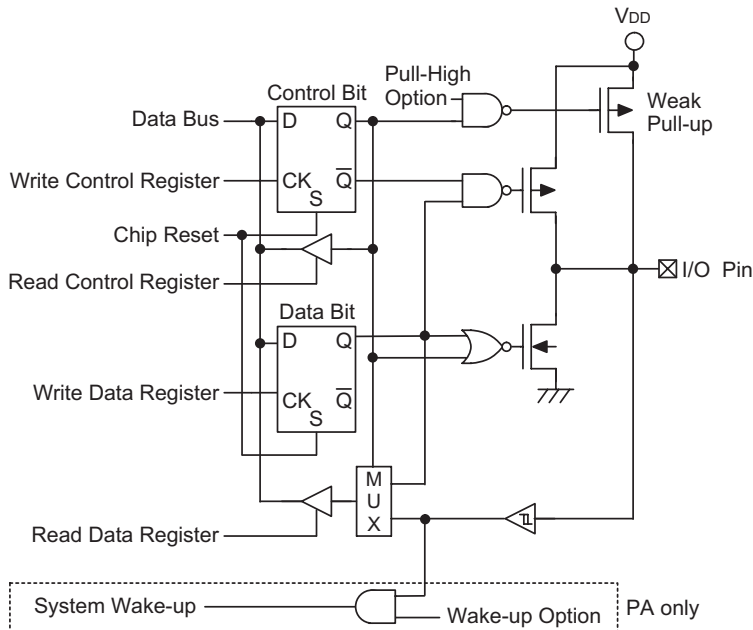 VDD
Pull-High
Option
Control Bit
Weak
Pull-up
Data Bus
D
Q
Write Control Register
CK
Q
S
Chip Reset
Read Control Register
I/O Pin
Data Bit
D
Q
Write Data Register
CK
Q
S
M
U
X
Read Data Register
System Wake-up
Wake-up Option
PA only